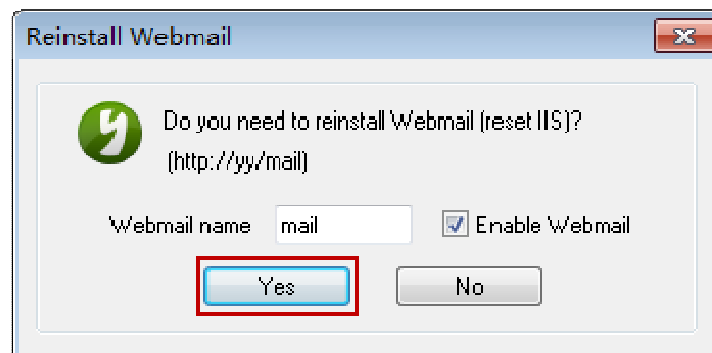 Reinstall Webmail
Do you need to reinstall Webmail (reset IIS)?
(http://yy/mail)
Webmail name mail Enable Webmail
Yes No